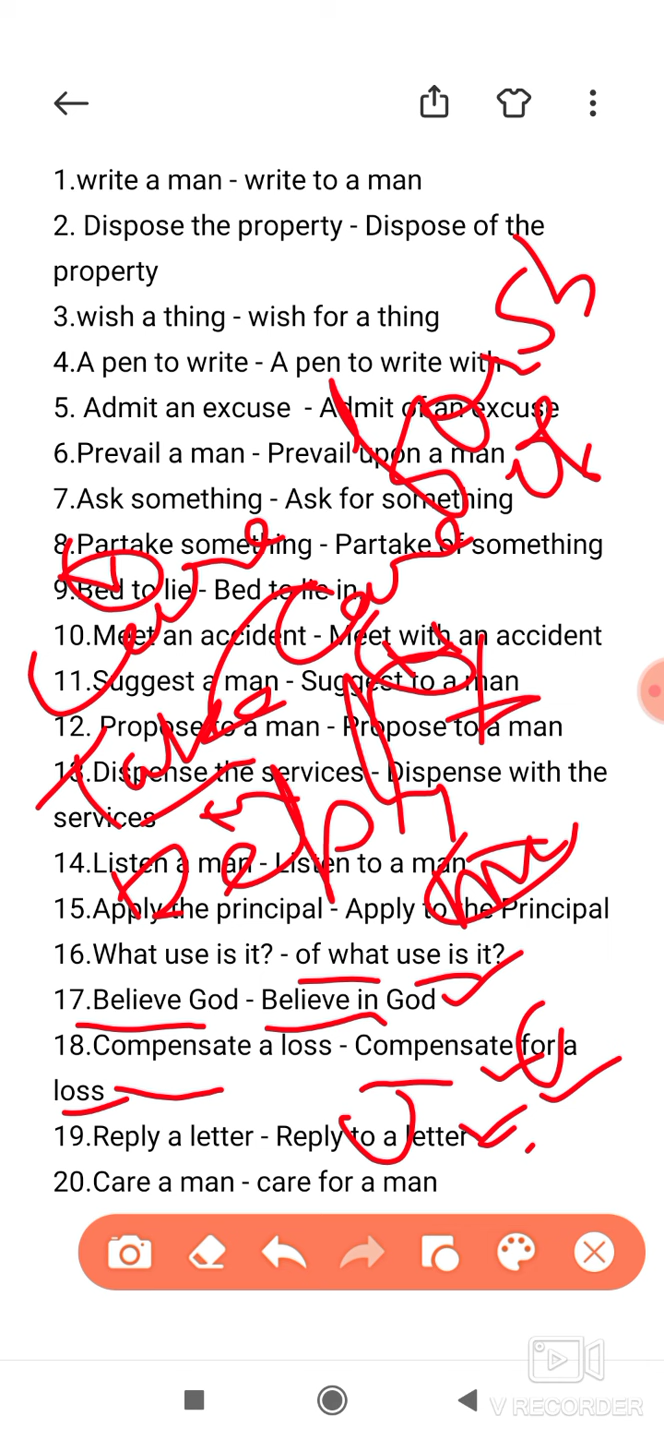 1.write a man - write to a man
2. Dispose the property - Dispose of the
property
3.wish a thing - wish for a thing
4.A pen to write - A pen to write with
5. Admit an excuse - Admit of an excuse
6.Prevail a man - Prevail upon a man
7.Ask something - Ask for something
8.Partake something - Partake of something
9.Bed to lie - Bed to lie in
10.Meet an accident - Meet with an accident
11.Suggest a man - Suggest to a man
12. Propose to a man - Propose to a man
13.Dispense the services - Dispense with the
services
14.Listen a man - Listen to a man
15.Apply the principal - Apply to the Principal
16.What use is it? - of what use is it?
17.Believe God - Believe in God
18.Compensate a loss - Compensate for a
loss
19.Reply a letter - Reply to a letter
20.Care a man - care for a man
Take Care
V RECORDER